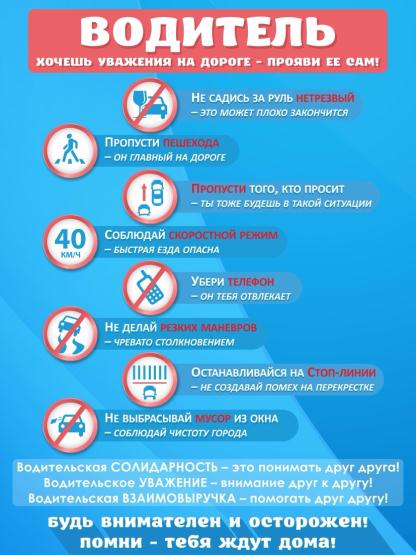 ВОДИТЕЛЬ
ХОЧЕШЬ УВАЖЕНИЯ НА ДОРОГЕ - ПРОЯВИ ЕЕ САМ!
НЕ САДИСЬ ЗА РУЛЬ НЕТРЕЗВЫЙ
– ЭТО МОЖЕТ ПЛОХО ЗАКОНЧИТСЯ
ПРОПУСТИ ПЕШЕХОДА
– ОН ГЛАВНЫЙ НА ДОРОГЕ
ПРОПУСТИ ТОГО, КТО ПРОСИТ
– ТЫ ТОЖЕ БУДЕШЬ В ТАКОЙ СИТУАЦИИ
40
КМ/Ч
СОБЛЮДАЙ СКОРОСТНОЙ РЕЖИМ
– БЫСТРАЯ ЕЗДА ОПАСНА
УБЕРИ ТЕЛЕФОН
– ОН ТЕБЯ ОТВЛЕКАЕТ
НЕ ДЕЛАЙ РЕЗКИХ МАНЕВРОВ
– ЧРЕВАТО СТОЛКНОВЕНИЕМ
ОСТАНАВЛИВАЙСЯ НА СТОП-ЛИНИИ
– НЕ СОЗДАВАЙ ПОМЕХ НА ПЕРЕКРЕСТКЕ
НЕ ВЫБРАСЫВАЙ МУСОР ИЗ ОКНА
– СОБЛЮДАЙ ЧИСТОТУ ГОРОДА
Водительская СОЛИДАРНОСТЬ – это понимать друг друга!
Водительское УВАЖЕНИЕ – внимание друг к другу!
Водительская ВЗАИМОВЫРУЧКА – помогать друг другу!
БУДЬ ВНИМАТЕЛЕН И ОСТОРОЖЕН!
ПОМНИ - ТЕБЯ ЖДУТ ДОМА!